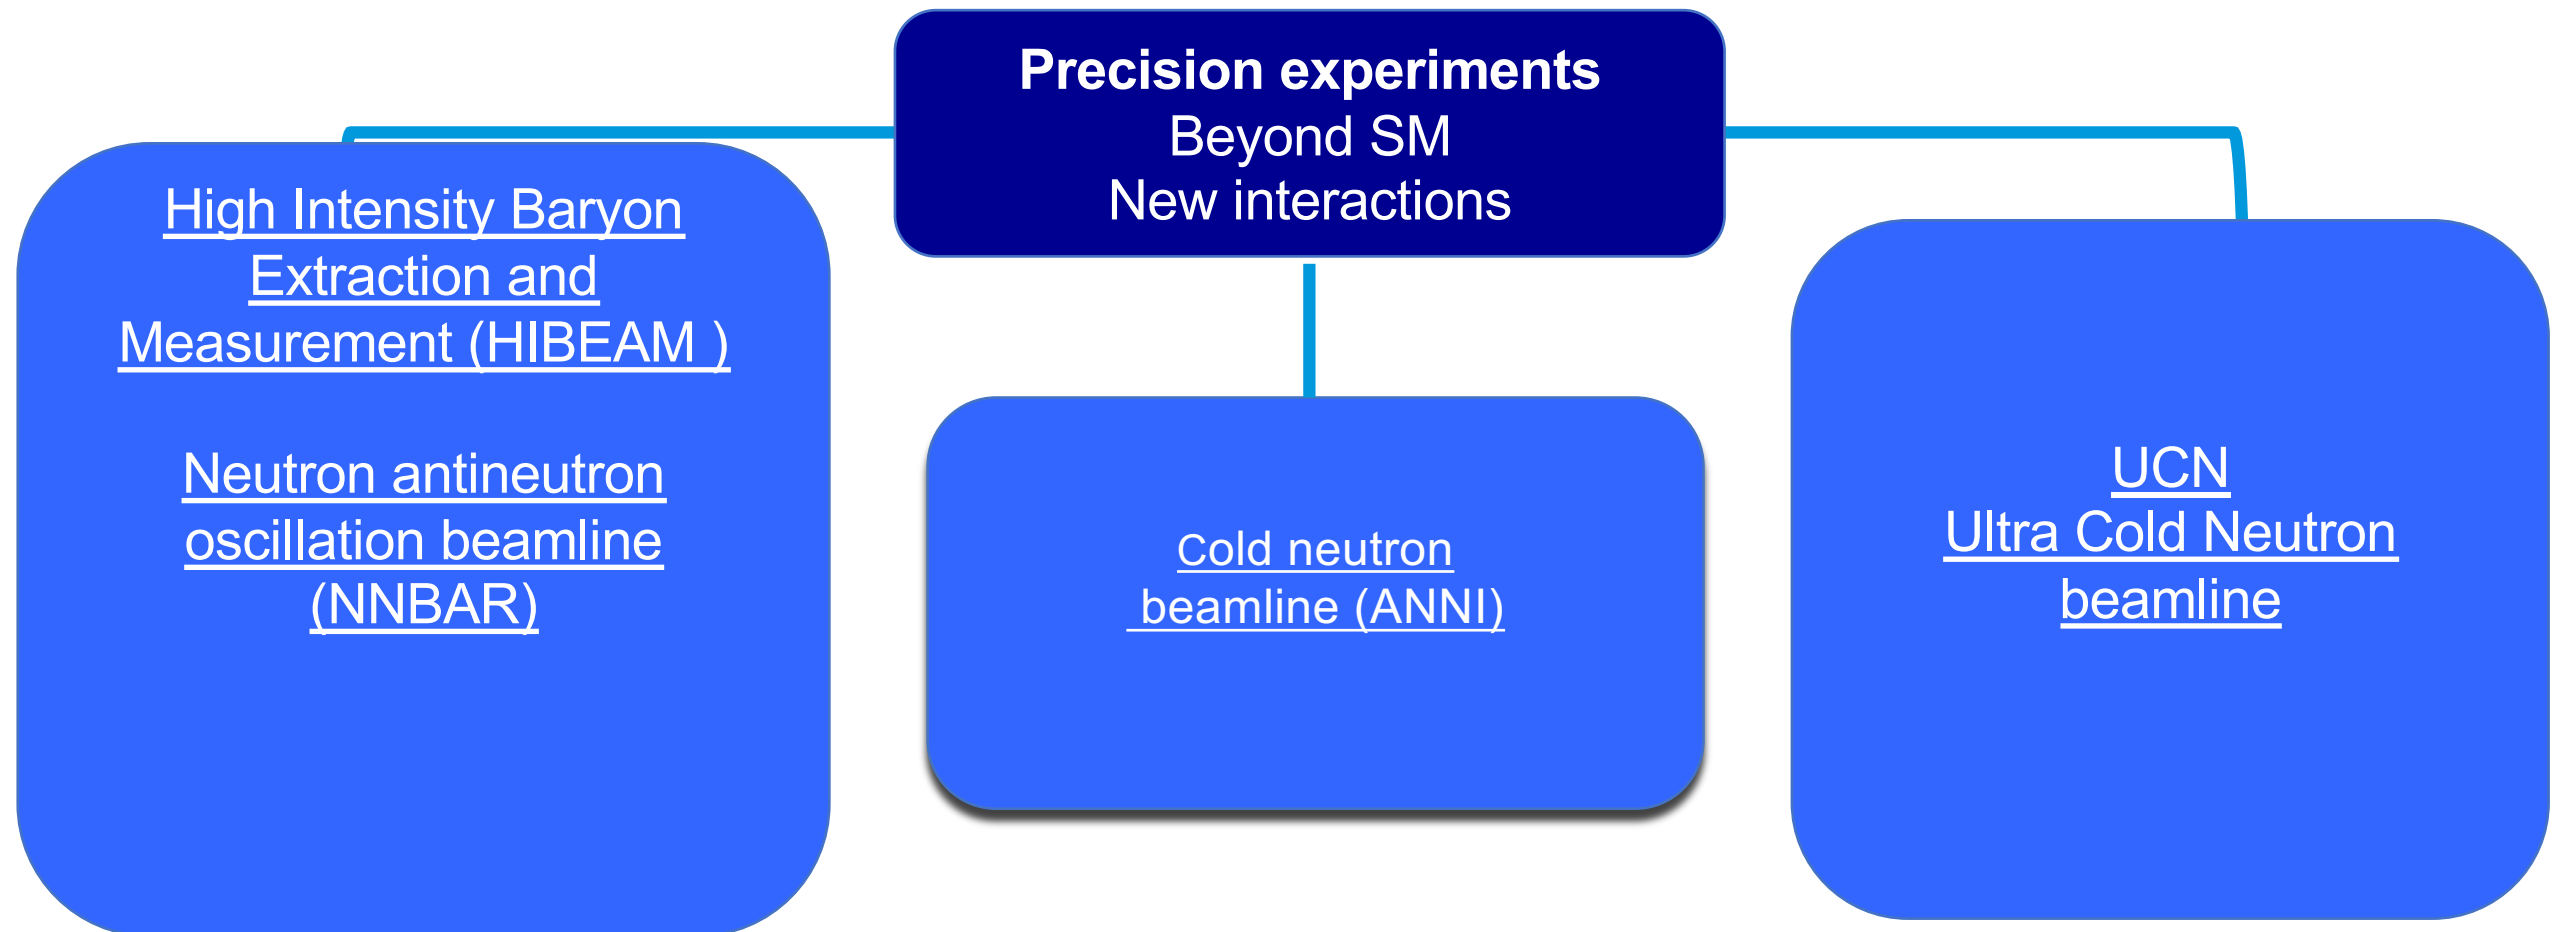 Precision experiments
Beyond SM
New interactions
High Intensity Baryon
Extraction and
Measurement (HIBEAM )
Neutron antineutron
oscillation beamline
(NNBAR)
Cold neutron
beamline (ANNI)
UCN
Ultra Cold Neutron
beamline